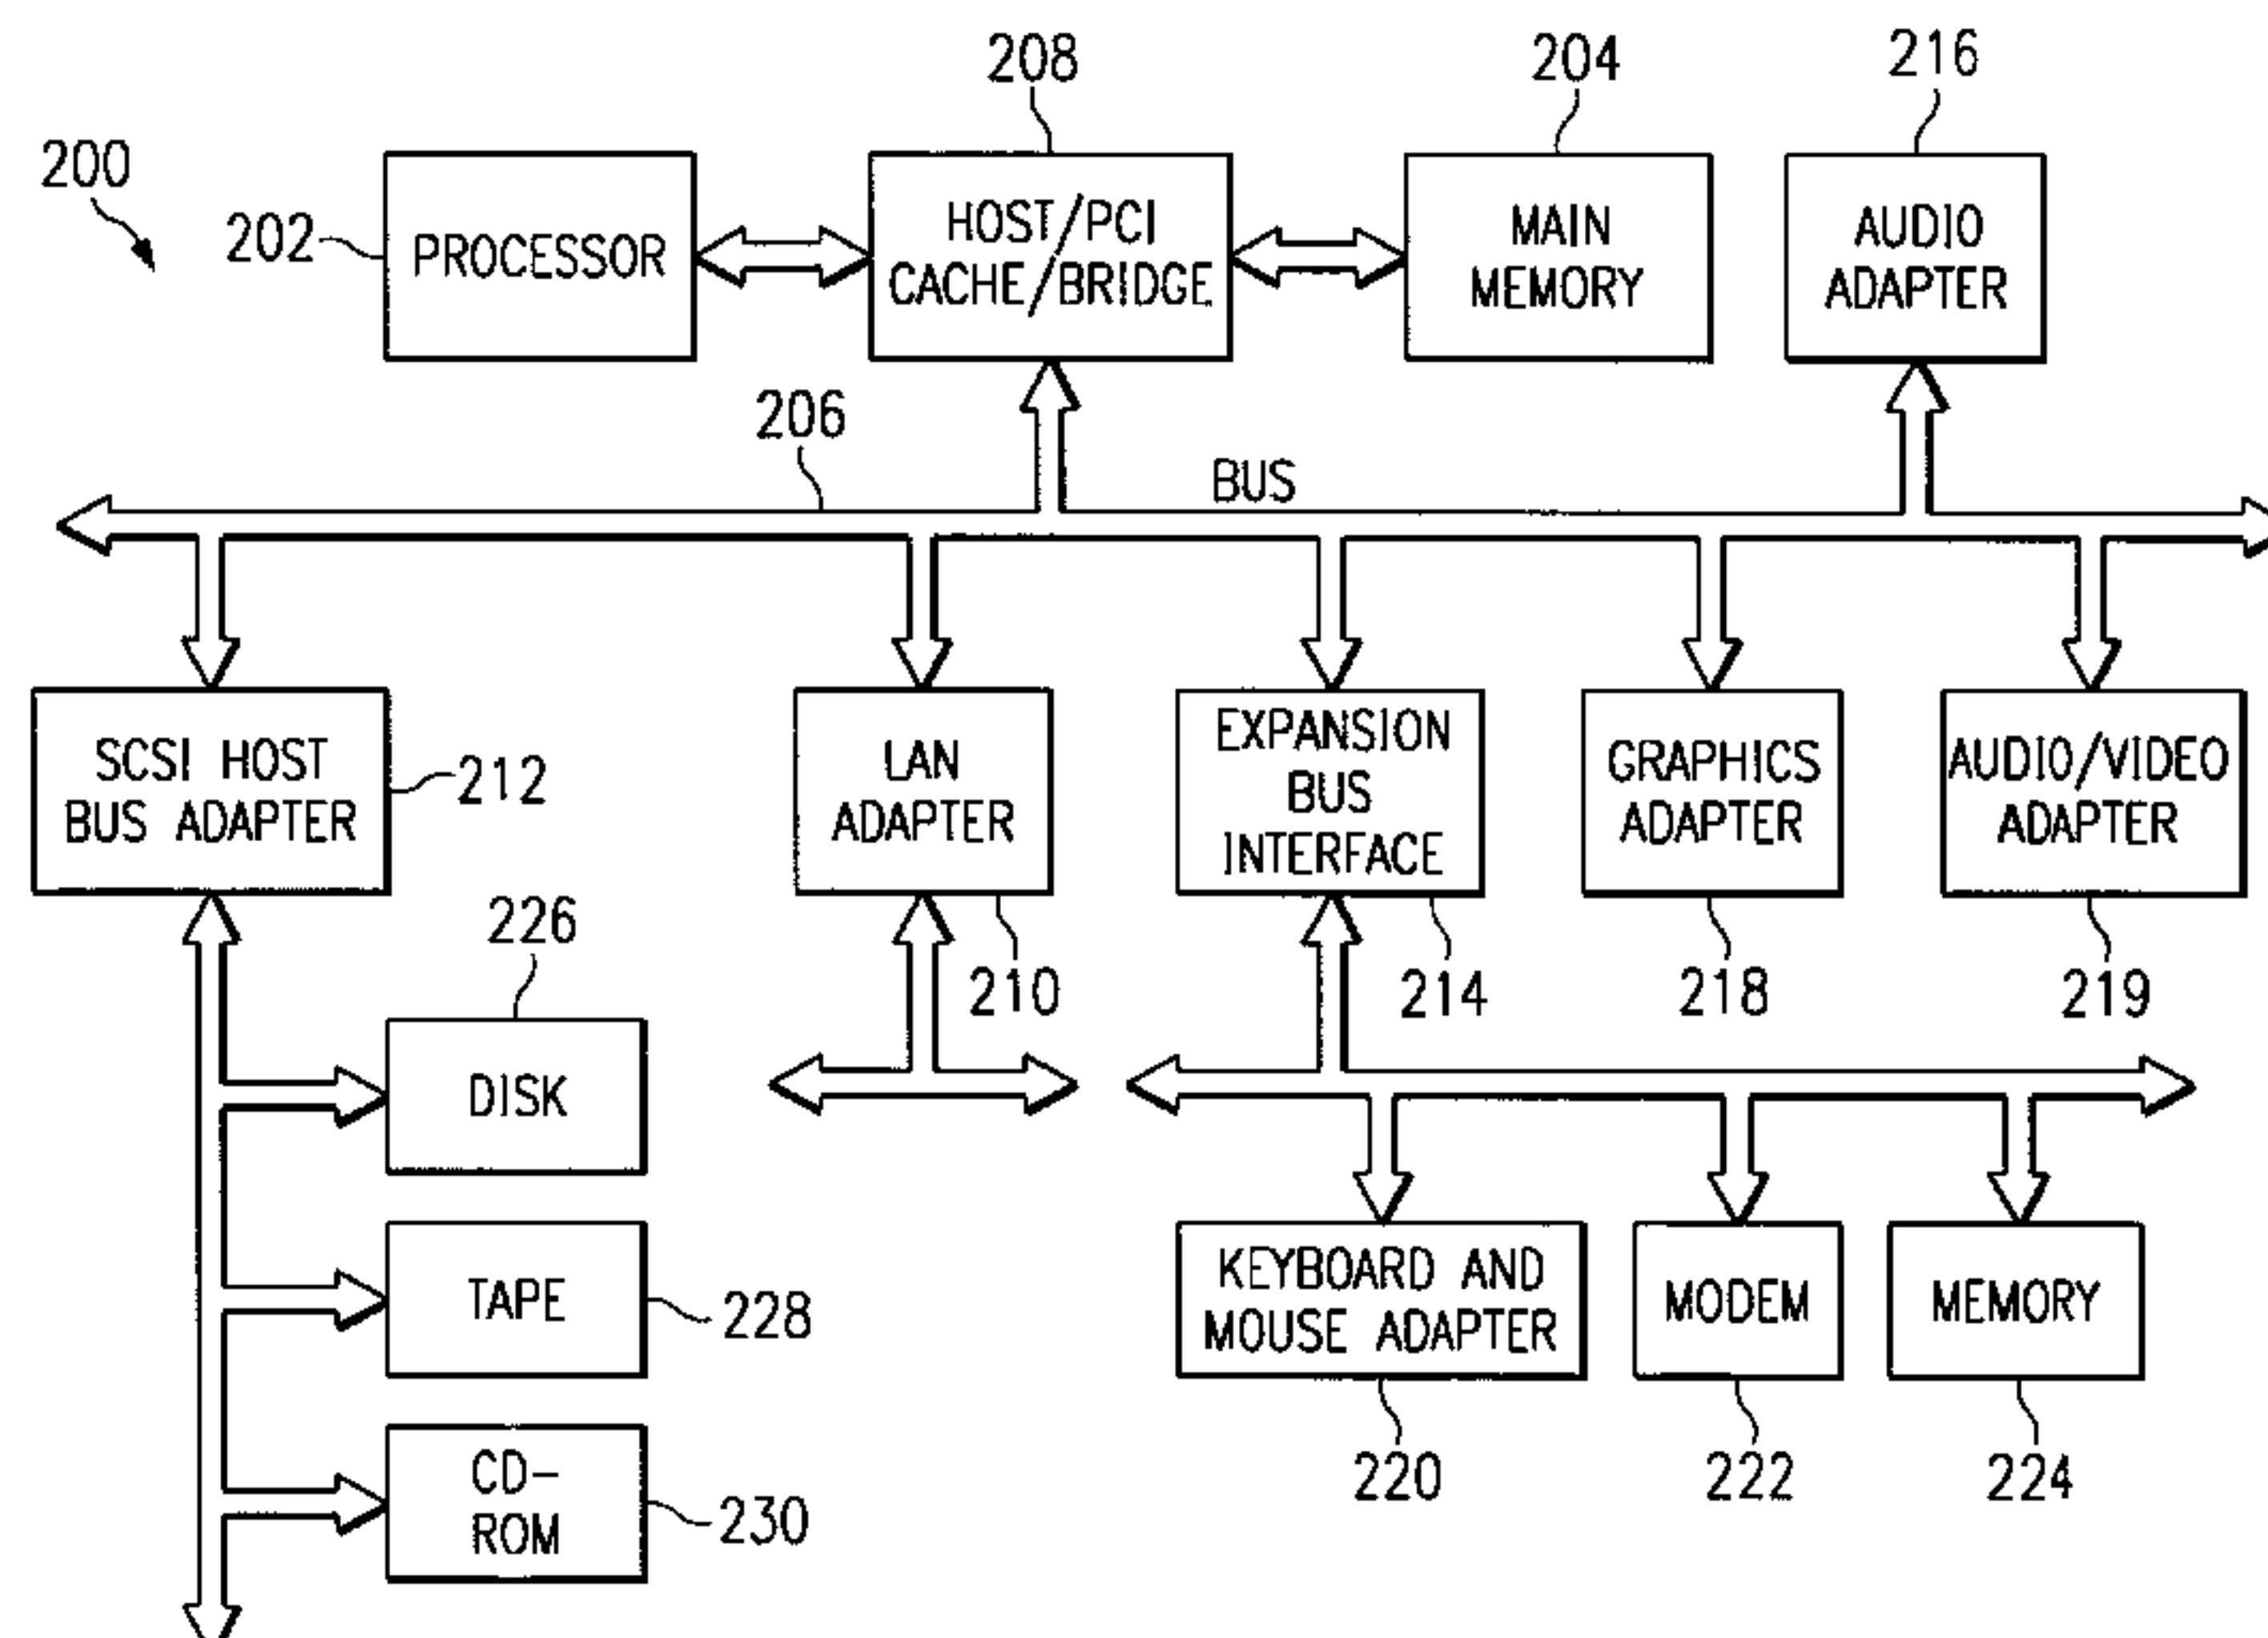 208
204
216
200
202
PROCESSOR
HOST/PCI
CACHE/BRIDGE
MAIN
MEMORY
AUDIO
ADAPTER
206
BUS
SCSI HOST
BUS ADAPTER
212
LAN
ADAPTER
EXPANSION
BUS
INTERFACE
GRAPHICS
ADAPTER
AUDIO/VIDEO
ADAPTER
226
210
214
218
219
DISK
TAPE
228
KEYBOARD AND
MOUSE ADAPTER
MODEM
MEMORY
CD-
ROM
230
220
222
224